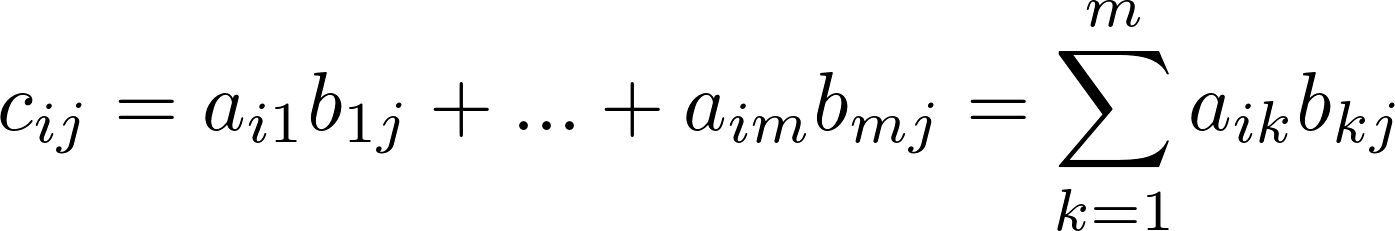 c_{ij} = a_{i1}b_{1j} + ... + a_{im}b_{mj} = \sum_{k=1}^{m} a_{ik}b_{kj}